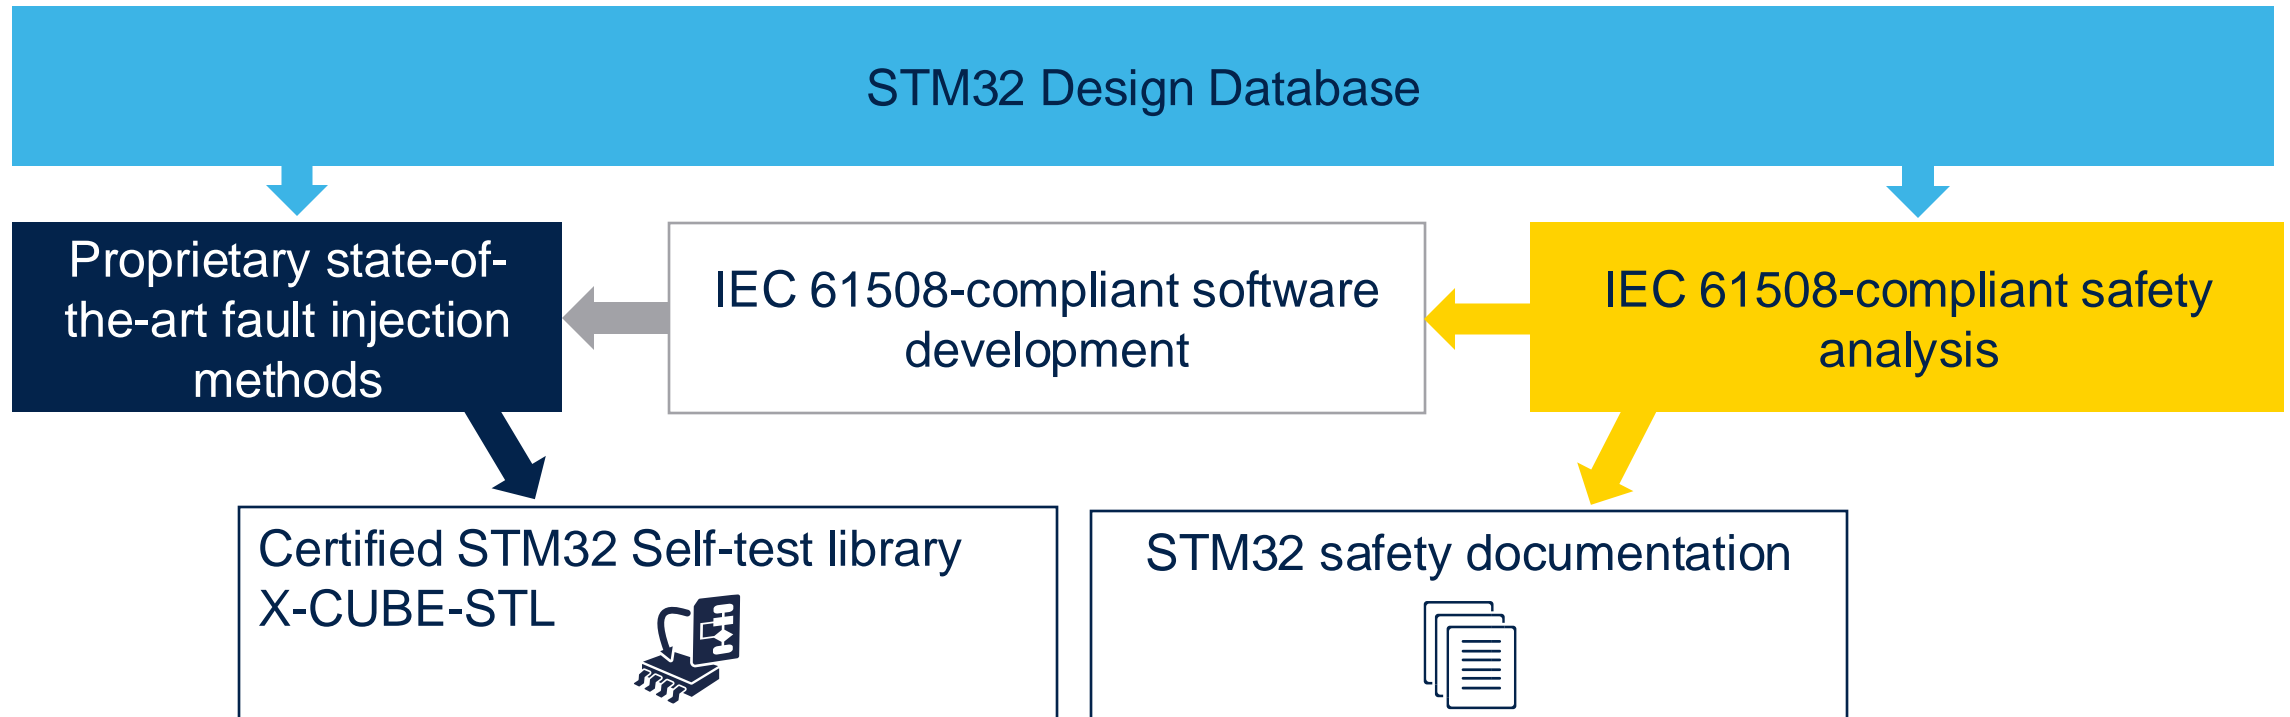 STM32 Design Database
Proprietary state-of-
the-art fault injection
methods
IEC 61508-compliant software
development
IEC 61508-compliant safety
analysis
Certified STM32 Self-test library
X-CUBE-STL
STM32 safety documentation